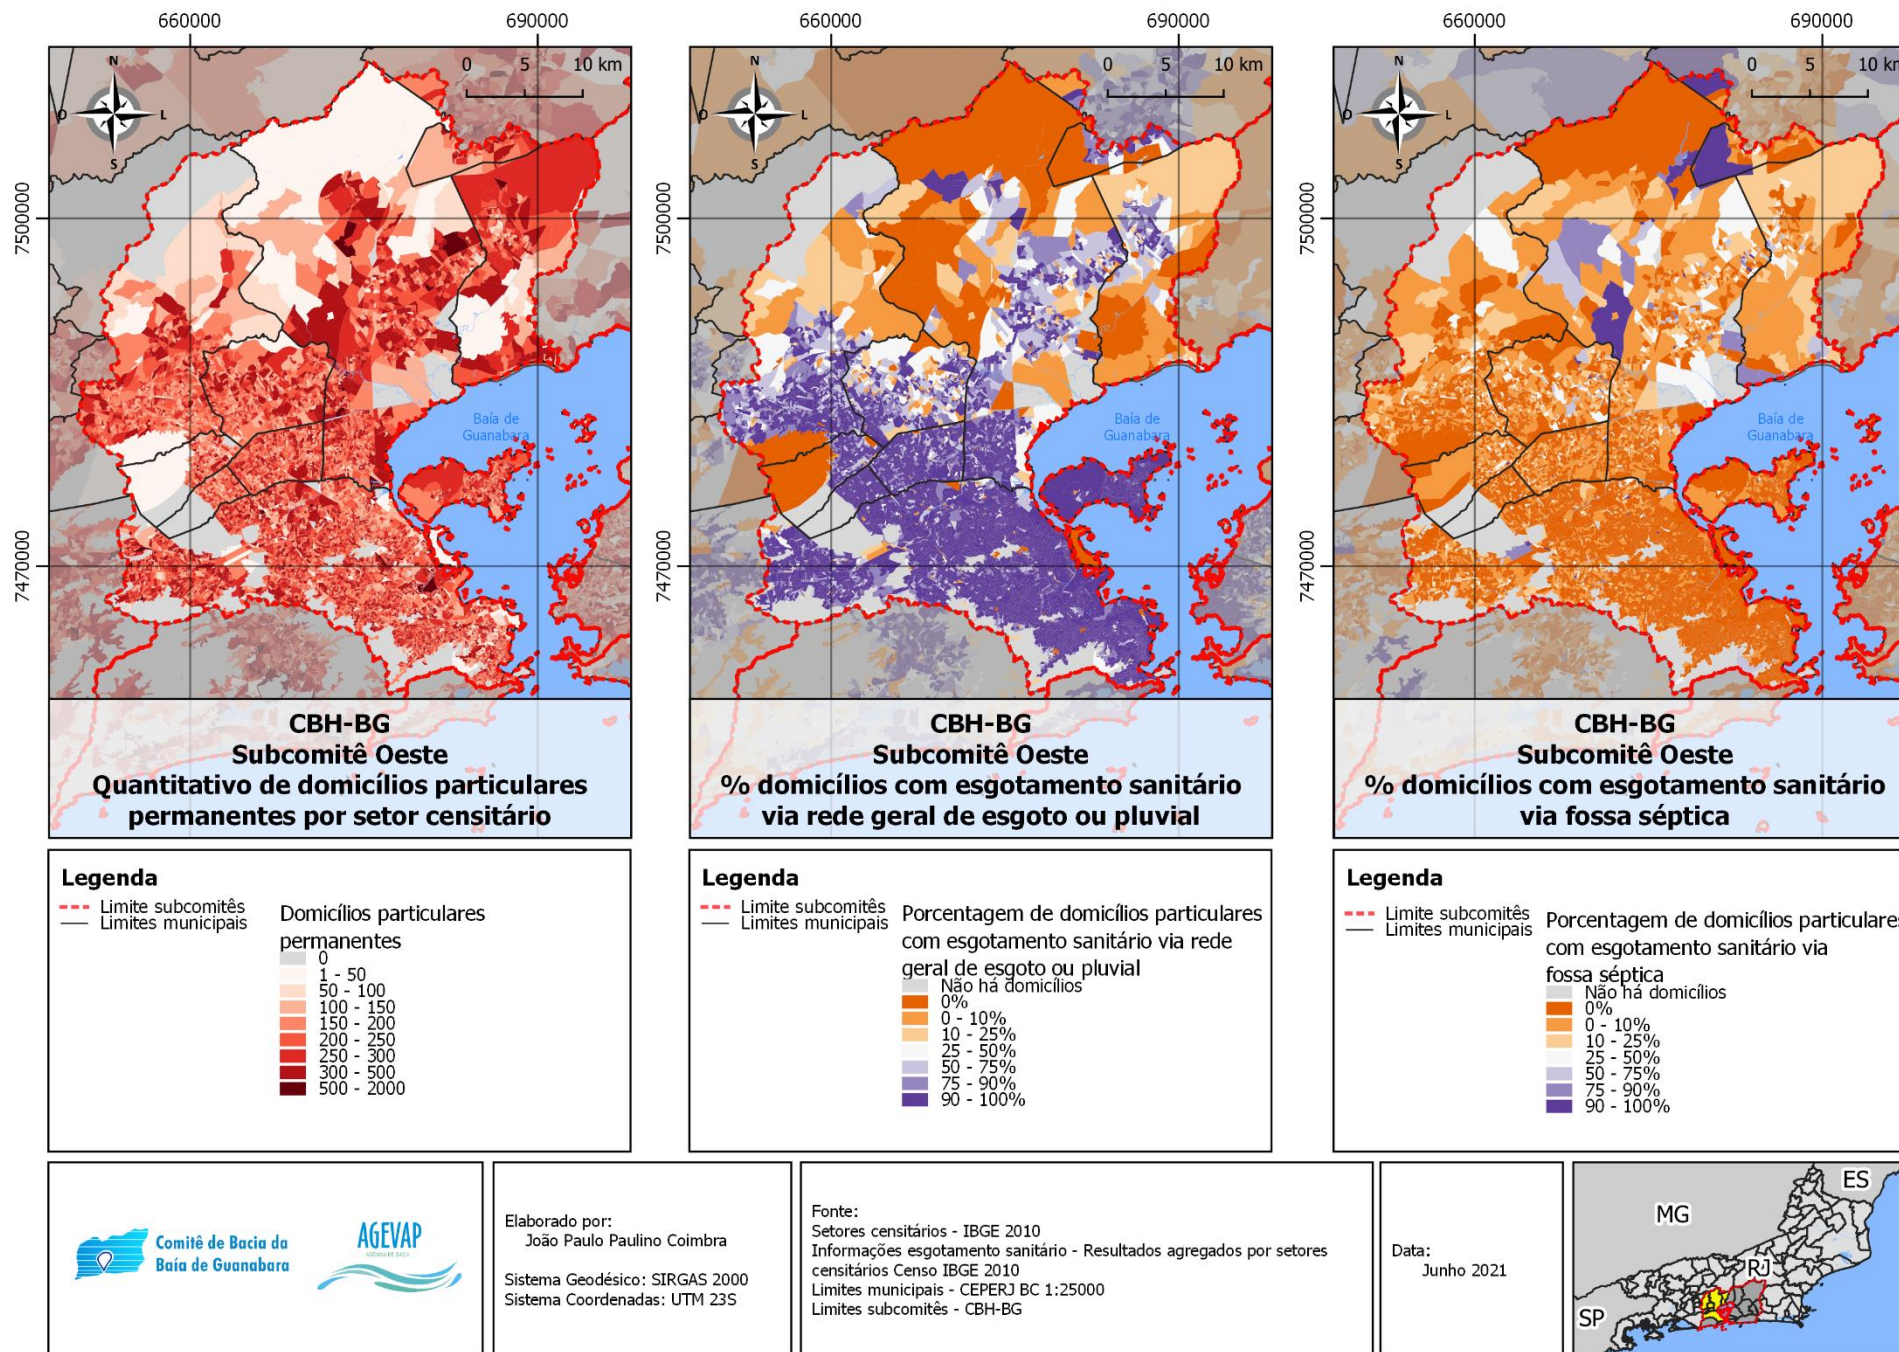 660000
690000
660000
690000
660000
690000
N
O
L
S
0 5 10 km
N
O
L
S
0 5 10 km
N
O
L
S
0 5 10 km
7500000
7470000
7500000
7470000
7500000
7470000
Baía de
Guanabara
Baía de
Guanabara
Baía de
Guanabara
CBH-BG
Subcomitê Oeste
Quantitativo de domicílios particulares
permanentes por setor censitário
CBH-BG
Subcomitê Oeste
% domicílios com esgotamento sanitário
via rede geral de esgoto ou pluvial
CBH-BG
Subcomitê Oeste
% domicílios com esgotamento sanitário
via fossa séptica
Legenda
Limite subcomitês
Limites municipais
Domicílios particulares
permanentes
0
1 - 50
50 - 100
100 - 150
150 - 200
200 - 250
250 - 300
300 - 500
500 - 2000
Legenda
Limite subcomitês
Limites municipais
Porcentagem de domicílios particulares
com esgotamento sanitário via rede
geral de esgoto ou pluvial
Não há domicílios
0%
0 - 10%
10 - 25%
25 - 50%
50 - 75%
75 - 90%
90 - 100%
Legenda
Limite subcomitês
Limites municipais
Porcentagem de domicílios particulares
com esgotamento sanitário via
fossa séptica
Não há domicílios
0%
0 - 10%
10 - 25%
25 - 50%
50 - 75%
75 - 90%
90 - 100%
Comitê de Bacia da
Baía de Guanabara
AGEVAP
AGÊNCIA DE BACIA
Elaborado por:
João Paulo Paulino Coimbra
Sistema Geodésico: SIRGAS 2000
Sistema Coordenadas: UTM 23S
Fonte:
Setores censitários - IBGE 2010
Informações esgotamento sanitário - Resultados agregados por setores
censitários Censo IBGE 2010
Limites municipais - CEPERJ BC 1:25000
Limites subcomitês - CBH-BG
Data:
Junho 2021
MG
ES
RJ
SP